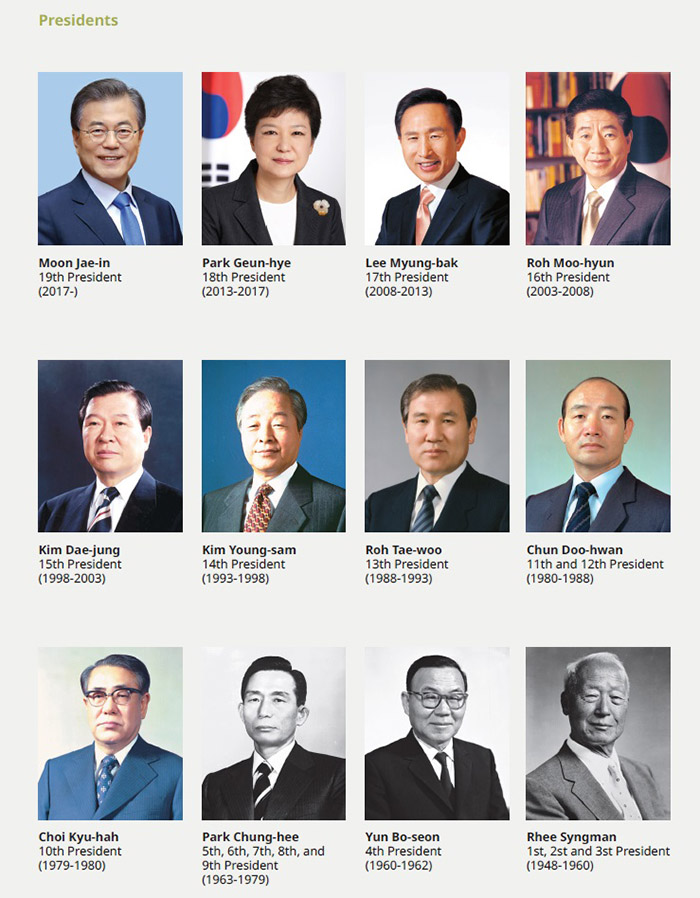 Presidents
Moon Jae-in
19th President
(2017-)
Park Geun-hye
18th President
(2013-2017)
Lee Myung-bak
17th President
(2008-2013)
Roh Moo-hyun
16th President
(2003-2008)
Kim Dae-jung
15th President
(1998-2003)
Kim Young-sam
14th President
(1993-1998)
Roh Tae-woo
13th President
(1988-1993)
Chun Doo-hwan
11th and 12th President
(1980-1988)
Choi Kyu-hah
10th President
(1979-1980)
Park Chung-hee
5th, 6th, 7th, 8th, and
9th President
(1963-1979)
Yun Bo-seon
4th President
(1960-1962)
Rhee Syngman
1st, 2st and 3st President
(1948-1960)